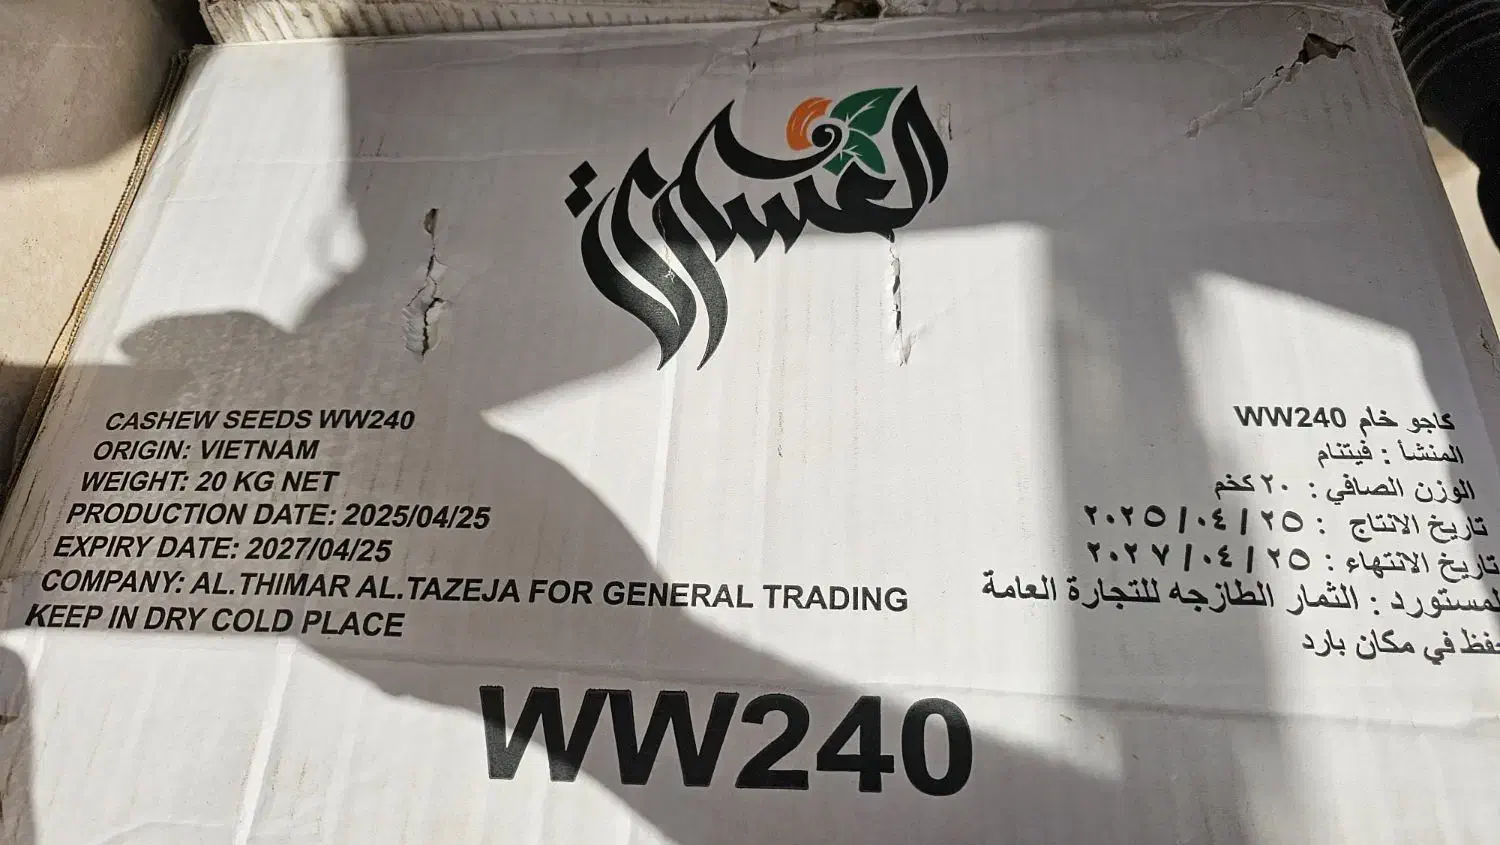 CASHEW SEEDS WW240
ORIGIN: VIETNAM
WEIGHT: 20 KG NET
PRODUCTION DATE: 2025/04/25
EXPIRY DATE: 2027/04/25
COMPANY: AL.THIMAR AL.TAZEJA FOR GENERAL TRADING
KEEP IN DRY COLD PLACE
كاجو خام WW240
المنشأ : فيتنام
الوزن الصافي : ٢٠ كغم
تاريخ الانتاج : ٢٠٢٥/٠٤/٢٥
تاريخ الانتهاء : ٢٠٢٧/٠٤/٢٥
لمستورد : الثمار الطازجه للتجارة العامة
حفظ في مكان بارد
WW240